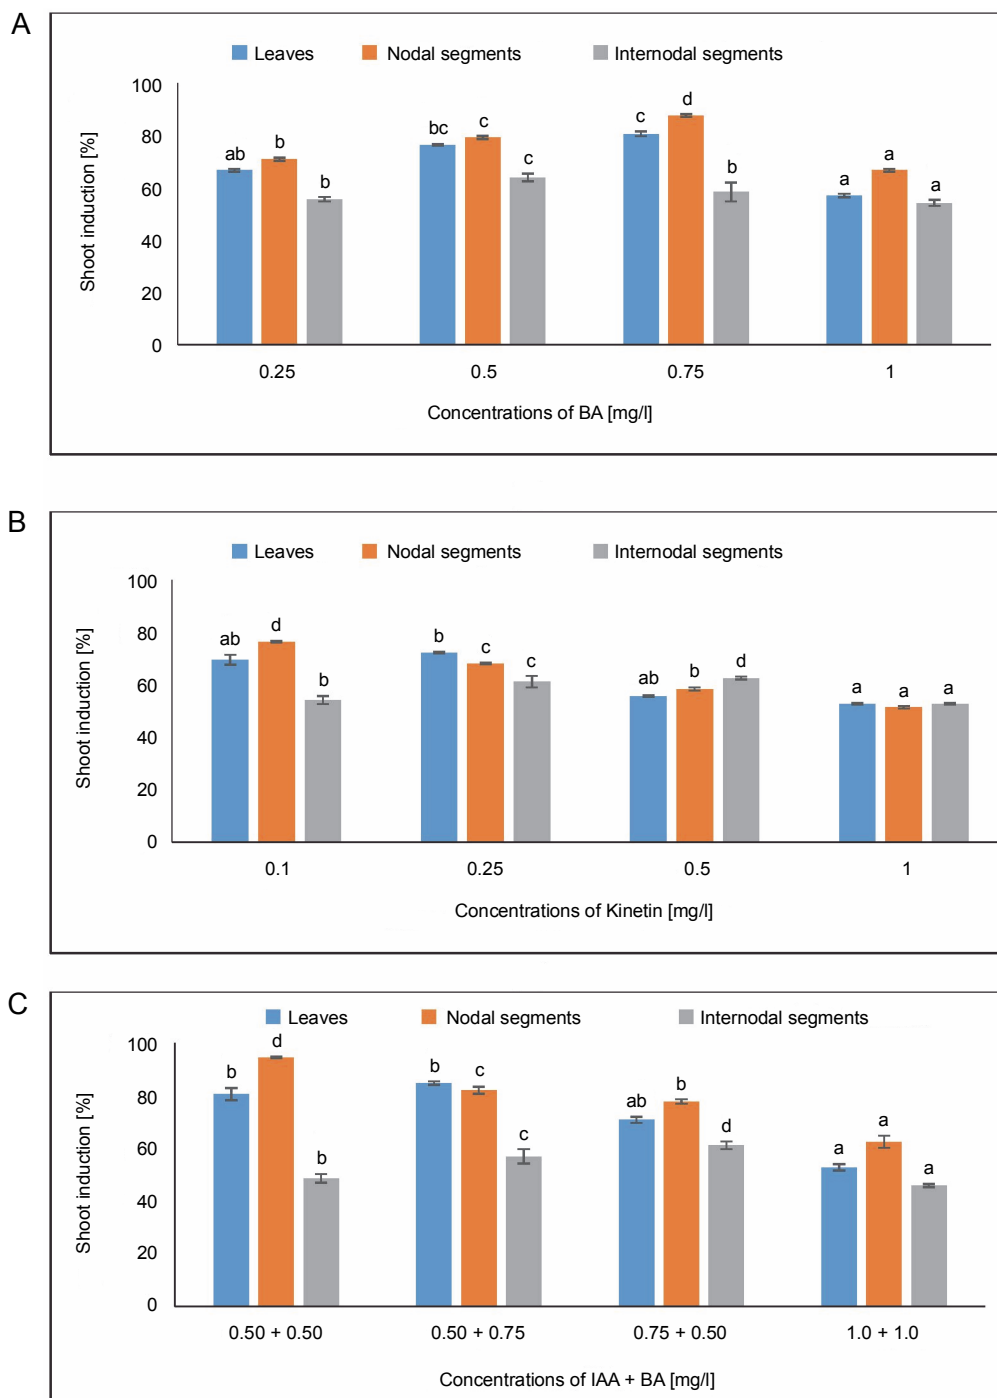 A
Leaves Nodal segments Internodal segments
Shoot induction [%]
100
80
60
40
20
0
ab b b
bc c c
c d b
a a a
0.25 0.5 0.75 1
Concentrations of BA [mg/l]
B
Leaves Nodal segments Internodal segments
Shoot induction [%]
100
80
60
40
20
0
ab d b
b c c
ab b d
a a a
0.1 0.25 0.5 1
Concentrations of Kinetin [mg/l]
C
Leaves Nodal segments Internodal segments
Shoot induction [%]
100
80
60
40
20
0
b d b
b c c
ab b d
a a a
0.50 + 0.50 0.50 + 0.75 0.75 + 0.50 1.0 + 1.0
Concentrations of IAA + BA [mg/l]